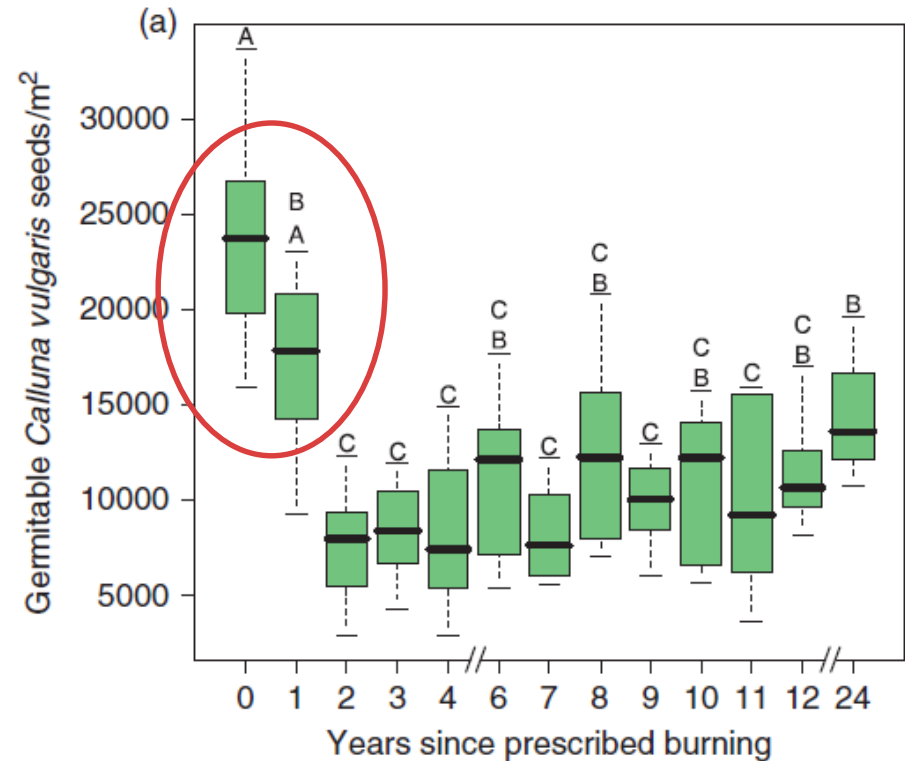 (a)
Germitable Calluna vulgaris seeds/m²
30000
25000
20000
15000
10000
5000
A
B
A
C
C
C
C
B
C
C
B
C
C
B
C
C
B
B
0 1 2 3 4 6 7 8 9 10 11 12 24
Years since prescribed burning